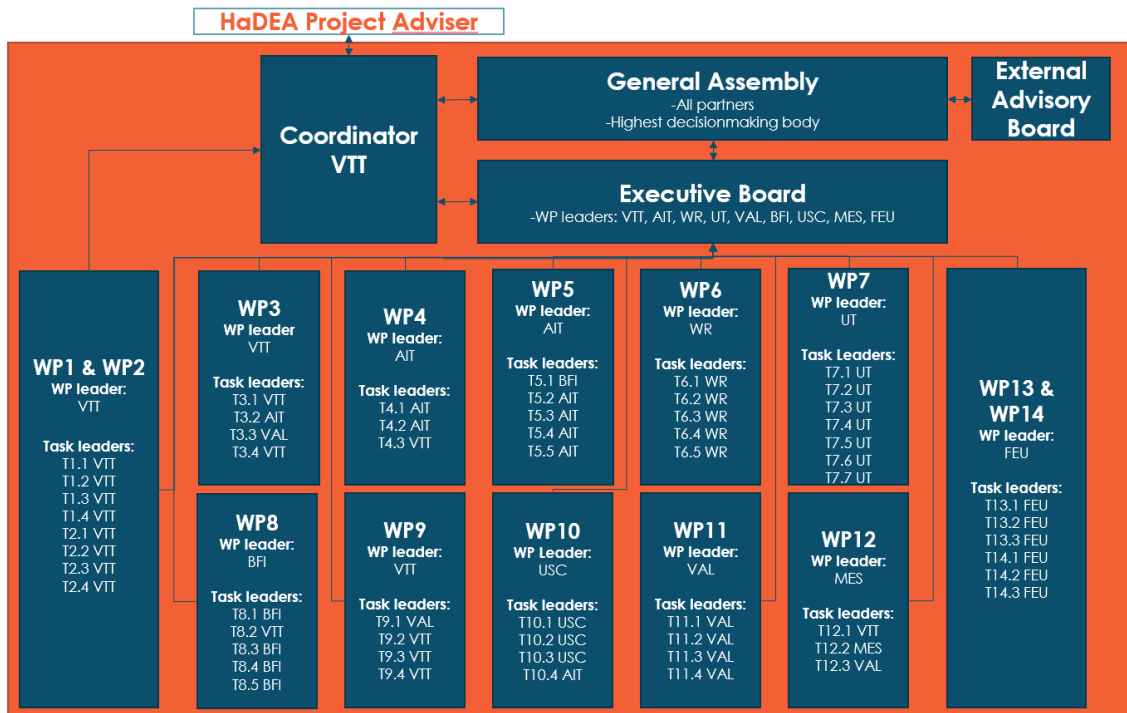 HaDEA Project Adviser
Coordinator
VTT
General Assembly
-All partners
-Highest decisionmaking body
External
Advisory
Board
Executive Board
-WP leaders: VTT, AIT, WR, UT, VAL, BFI, USC, MES, FEU
WP1 & WP2
WP leader:
VTT
Task leaders:
T1.1 VTT
T1.2 VTT
T1.3 VTT
T1.4 VTT
T2.1 VTT
T2.2 VTT
T2.3 VTT
T2.4 VTT
WP3
WP leader
VTT
Task leaders:
T3.1 VTT
T3.2 AIT
T3.3 VAL
T3.4 VTT
WP4
WP leader:
AIT
Task leaders:
T4.1 AIT
T4.2 AIT
T4.3 VTT
WP5
WP leader:
AIT
Task leaders:
T5.1 BFI
T5.2 AIT
T5.3 AIT
T5.4 AIT
T5.5 AIT
WP6
WP leader:
WR
Task leaders:
T6.1 WR
T6.2 WR
T6.3 WR
T6.4 WR
T6.5 WR
WP7
WP leader:
UT
Task Leaders:
T7.1 UT
T7.2 UT
T7.3 UT
T7.4 UT
T7.5 UT
T7.6 UT
T7.7 UT
WP13 &
WP14
WP leader:
FEU
Task leaders:
T13.1 FEU
T13.2 FEU
T13.3 FEU
T14.1 FEU
T14.2 FEU
T14.3 FEU
WP8
WP leader:
BFI
Task leaders:
T8.1 BFI
T8.2 VTT
T8.3 BFI
T8.4 BFI
T8.5 BFI
WP9
WP leader:
VTT
Task leaders:
T9.1 VAL
T9.2 VTT
T9.3 VTT
T9.4 VTT
WP10
WP Leader:
USC
Task leaders:
T10.1 USC
T10.2 USC
T10.3 USC
T10.4 AIT
WP11
WP leader:
VAL
Task leaders:
T11.1 VAL
T11.2 VAL
T11.3 VAL
T11.4 VAL
WP12
WP leader:
MES
Task leaders:
T12.1 VTT
T12.2 MES
T12.3 VAL